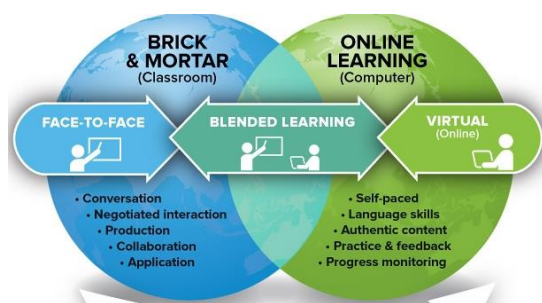 BRICK
& MORTAR
(Classroom)
ONLINE
LEARNING
(Computer)
FACE-TO-FACE
BLENDED LEARNING
VIRTUAL
(Online)
• Conversation
• Negotiated interaction
• Production
• Collaboration
• Application
• Self-paced
• Language skills
• Authentic content
• Practice & feedback
• Progress monitoring